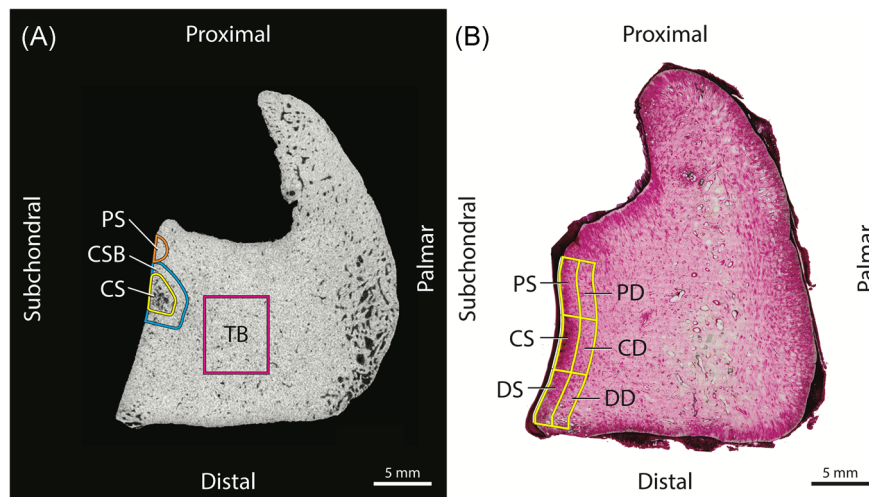 (A)
Proximal
Subchondral
PS
CSB
CS
TB
Palmar
Distal
5 mm
(B)
Proximal
Subchondral
PS
PD
CS
CD
DS
DD
Palmar
Distal
5 mm